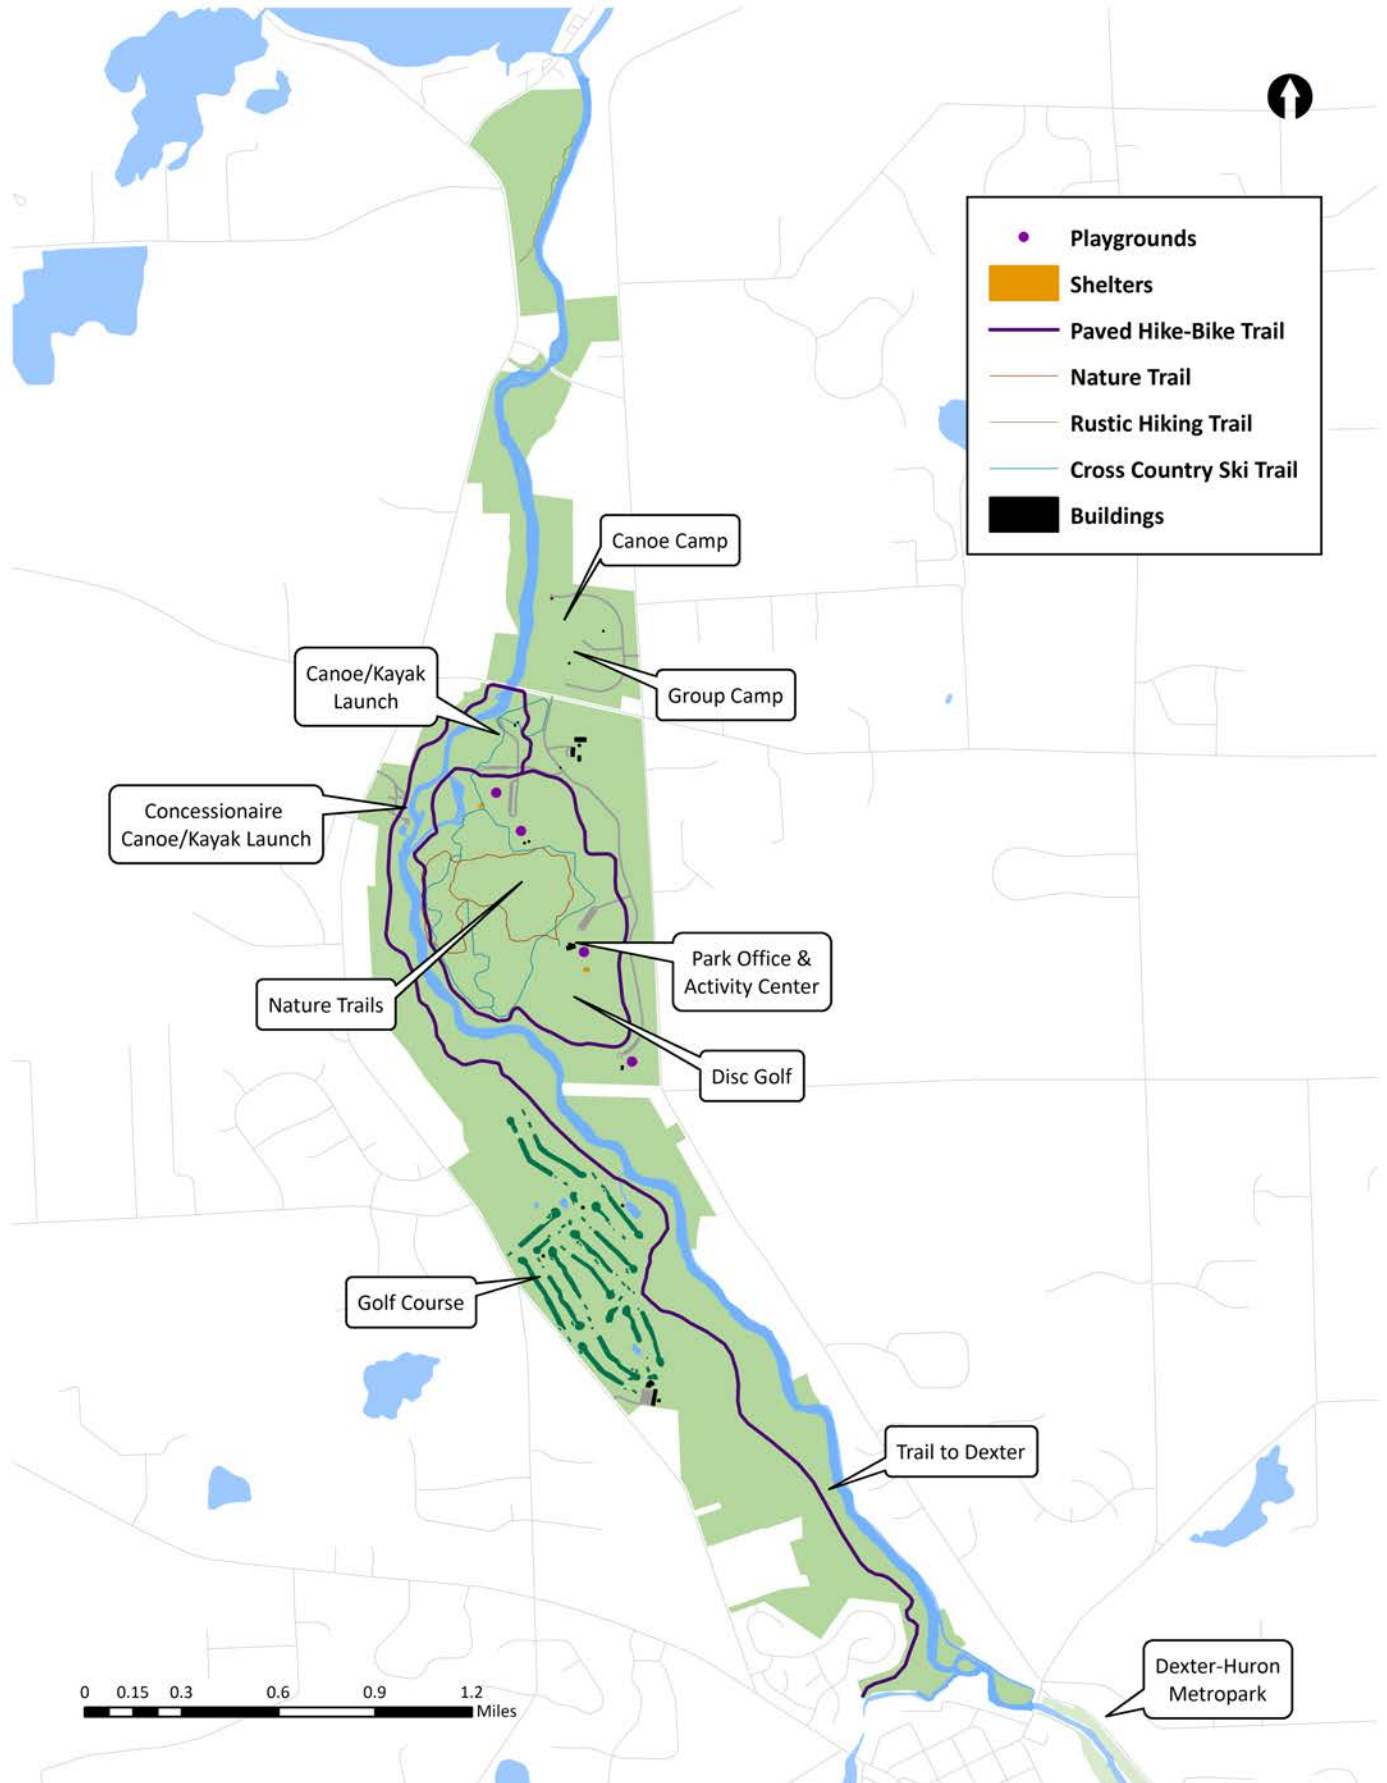 Playgrounds
Shelters
Paved Hike-Bike Trail
Nature Trail
Rustic Hiking Trail
Cross Country Ski Trail
Buildings
Canoe Camp
Canoe/Kayak
Launch
Group Camp
Concessionaire
Canoe/Kayak Launch
Park Office &
Activity Center
Nature Trails
Disc Golf
Golf Course
Trail to Dexter
Dexter-Huron
Metropark
0 0.15 0.3 0.6 0.9 1.2
Miles